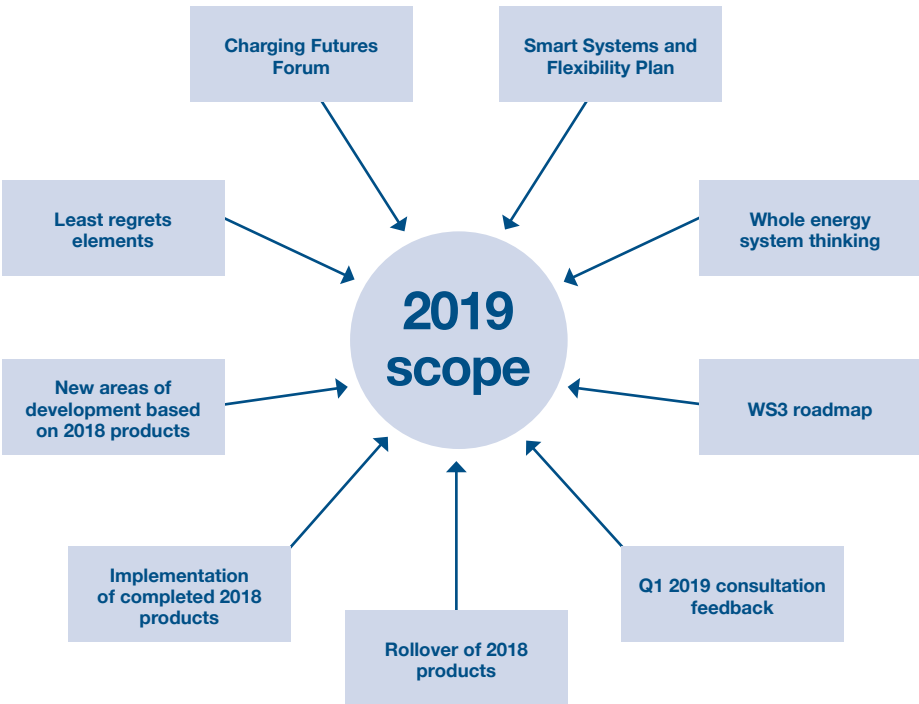 Charging Futures
Forum
Smart Systems and
Flexibility Plan
Least regrets
elements
Whole energy
system thinking
2019
scope
New areas of
development based
on 2018 products
WS3 roadmap
Implementation
of completed 2018
products
Q1 2019 consultation
feedback
Rollover of 2018
products